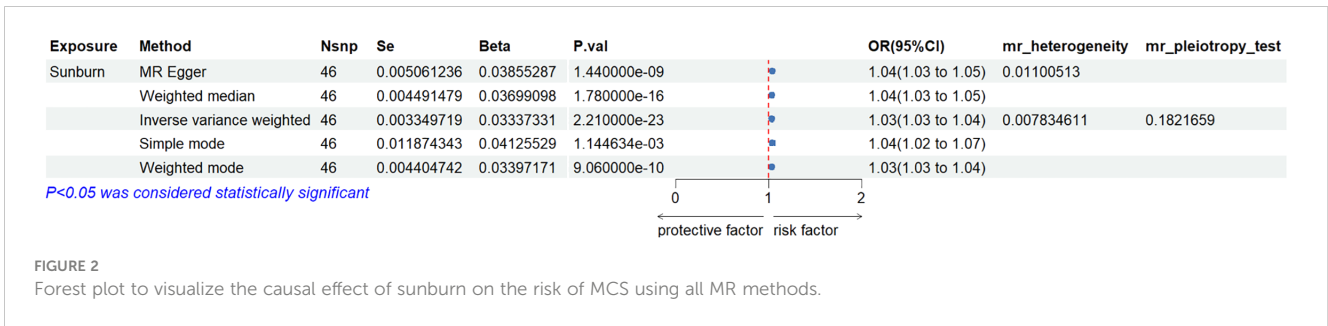 Exposure Method Nsnp Se Beta P.val OR(95%CI) mr_heterogeneity mr_pleiotropy_test
Sunburn MR Egger 46 0.005061236 0.03855287 1.440000e-09 1.04(1.03 to 1.05) 0.01100513
Weighted median 46 0.004491479 0.03699098 1.780000e-16 1.04(1.03 to 1.05)
Inverse variance weighted 46 0.003349719 0.03337331 2.210000e-23 1.03(1.03 to 1.04) 0.007834611 0.1821659
Simple mode 46 0.011874343 0.04125529 1.144634e-03 1.04(1.02 to 1.07)
Weighted mode 46 0.004404742 0.03397171 9.060000e-10 1.03(1.03 to 1.04)
P<0.05 was considered statistically significant
0 1 2
protective factor risk factor
FIGURE 2
Forest plot to visualize the causal effect of sunburn on the risk of MCS using all MR methods.